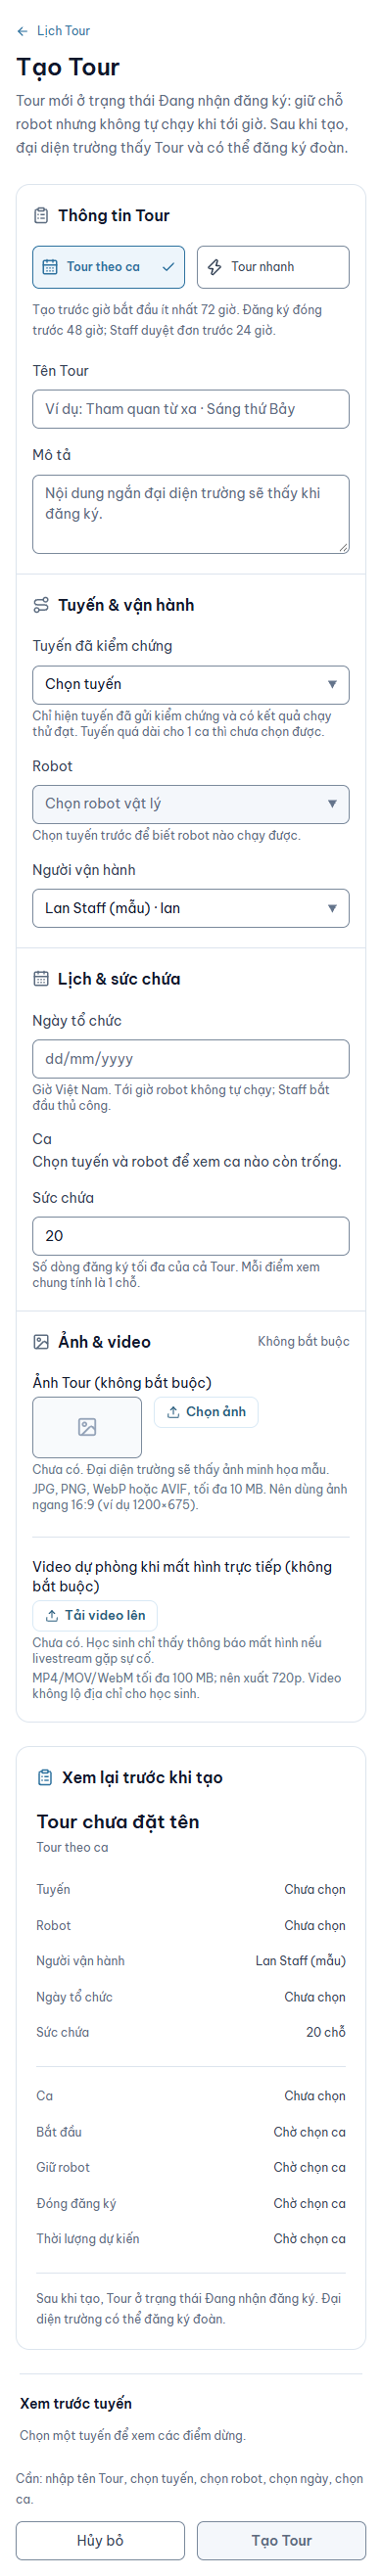 ← Lịch Tour
Tạo Tour
Tour mới ở trạng thái Đang nhận đăng ký: giữ chỗ
robot nhưng không tự chạy khi tới giờ. Sau khi tạo,
đại diện trường thấy Tour và có thể đăng ký đoàn.
Thông tin Tour
Tour theo ca
Tour nhanh
Tạo trước giờ bắt đầu ít nhất 72 giờ. Đăng ký đóng
trước 48 giờ; Staff duyệt đơn trước 24 giờ.
Tên Tour
Ví dụ: Tham quan từ xa · Sáng thứ Bảy
Mô tả
Nội dung ngắn đại diện trường sẽ thấy khi
đăng ký.
Tuyến & vận hành
Tuyến đã kiểm chứng
Chọn tuyến
Chỉ hiện tuyến đã gửi kiểm chứng và có kết quả chạy
thử đạt. Tuyến quá dài cho 1 ca thì chưa chọn được.
Robot
Chọn robot vật lý
Chọn tuyến trước để biết robot nào chạy được.
Người vận hành
Lan Staff (mẫu) · lan
Lịch & sức chứa
Ngày tổ chức
dd/mm/yyyy
Giờ Việt Nam. Tới giờ robot không tự chạy; Staff bắt
đầu thủ công.
Ca
Chọn tuyến và robot để xem ca nào còn trống.
Sức chứa
20
Số dòng đăng ký tối đa của cả Tour. Mỗi điểm xem
chung tính là 1 chỗ.
Ảnh & video
Không bắt buộc
Ảnh Tour (không bắt buộc)
Chọn ảnh
Chưa có. Đại diện trường sẽ thấy ảnh minh họa mẫu.
JPG, PNG, WebP hoặc AVIF, tối đa 10 MB. Nên dùng ảnh
ngang 16:9 (ví dụ 1200×675).
Video dự phòng khi mất hình trực tiếp (không
bắt buộc)
Tải video lên
Chưa có. Học sinh chỉ thấy thông báo mất hình nếu
livestream gặp sự cố.
MP4/MOV/WebM tối đa 100 MB; nên xuất 720p. Video
không lộ địa chỉ cho học sinh.
Xem lại trước khi tạo
Tour chưa đặt tên
Tour theo ca
Tuyến Chưa chọn
Robot Chưa chọn
Người vận hành Lan Staff (mẫu)
Ngày tổ chức Chưa chọn
Sức chứa 20 chỗ
Ca Chưa chọn
Bắt đầu Chờ chọn ca
Giữ robot Chờ chọn ca
Đóng đăng ký Chờ chọn ca
Thời lượng dự kiến Chờ chọn ca
Sau khi tạo, Tour ở trạng thái Đang nhận đăng ký. Đại
diện trường có thể đăng ký đoàn.
Xem trước tuyến
Chọn một tuyến để xem các điểm dừng.
Cần: nhập tên Tour, chọn tuyến, chọn robot, chọn ngày, chọn
ca.
Hủy bỏ
Tạo Tour